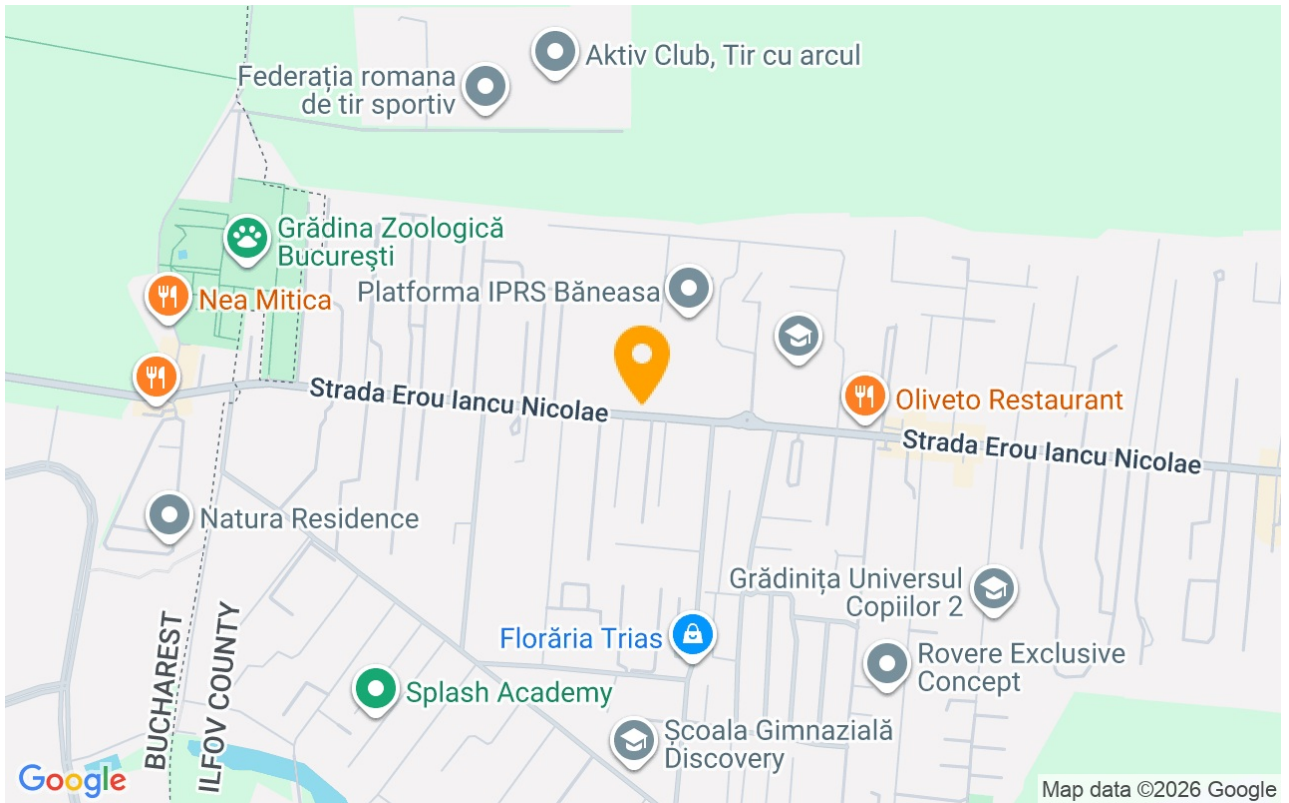 Aktiv Club, Tir cu arcul
Federația romana
de tir sportiv
Grădina Zoologică
București
Nea Mitica
Platforma IPRS Băneasa
Strada Erou Iancu Nicolae
Oliveto Restaurant
Strada Erou Iancu Nicolae
Natura Residence
Grădinița Universul
Copiilor 2
BUCHAREST
ILFOV COUNTY
Florăria Trias
Rovere Exclusive
Concept
Splash Academy
Școala Gimnazială
Discovery
Google
Map data ©2026 Google